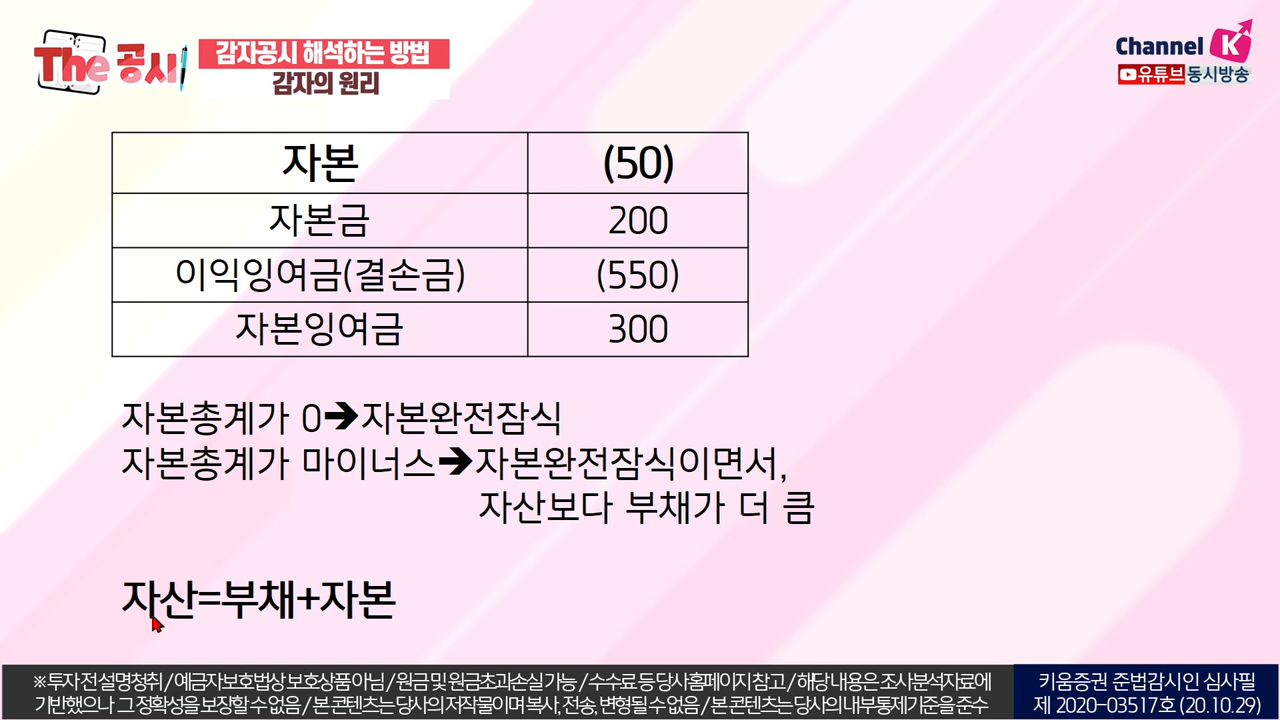 The 공시
감자공시 해석하는 방법
감자의 원리
Channel K
유튜브동시방송
자본 (50)
자본금 200
이익잉여금(결손금) (550)
자본잉여금 300
자본총계가 0➔자본완전잠식
자본총계가 마이너스➔자본완전잠식이면서,
자산보다 부채가 더 큼
자산=부채+자본
※ 투자 전 설명청취 / 예금자보호법상 보호상품 아님 / 원금 및 원금초과손실 가능 / 수수료 등 당사홈페이지 참고 / 해당 내용은 조사분석자료에
기반했으나 그 정확성을 보장할 수 없음 / 본 콘텐츠는 당사의 저작물이며 복사, 전송, 변형될 수 없음 / 본 콘텐츠는 당사의 내부통제기준을 준수
키움증권 준법감시인 심사필
제 2020-03517호 (20.10.29)